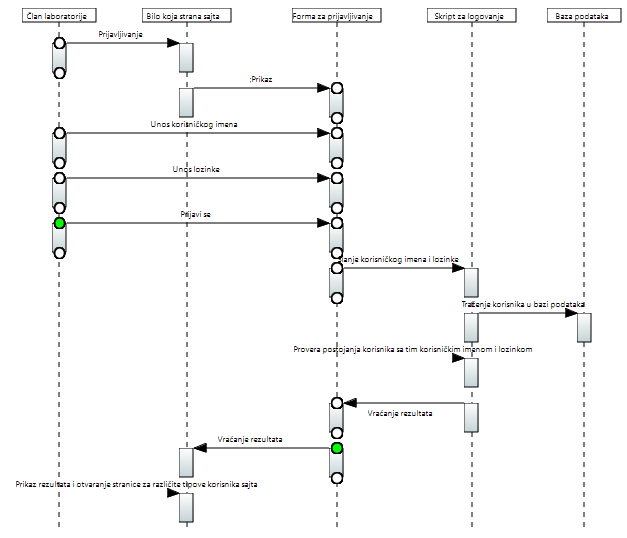 Član laboratorije
Bilo koja strana sajta
Forma za prijavljivanje
Skript za logovanje
Baza podataka
Prijavljivanje
:Prikaz
Unos korisničkog imena
Unos lozinke
Prijavi se
korisničkog imena i lozinke
Traženje korisnika u bazi podataka
Provera postojanja korisnika sa tim korisničkim imenom i lozinkom
Vraćanje rezultata
Vraćanje rezultata
Prikaz rezultata i otvaranje stranice za različite tipove korisnika sajta